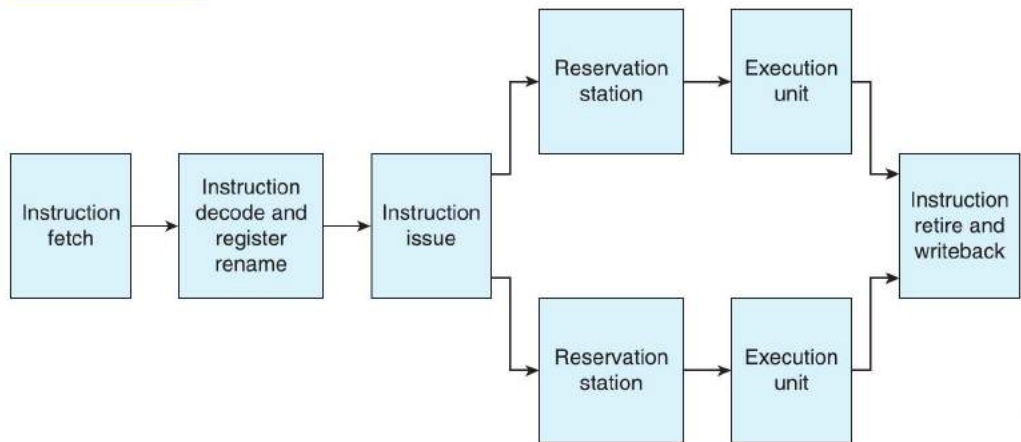 Instruction
fetch
Instruction
decode and
register
rename
Instruction
issue
Reservation
station
Execution
unit
Reservation
station
Execution
unit
Instruction
retire and
writeback